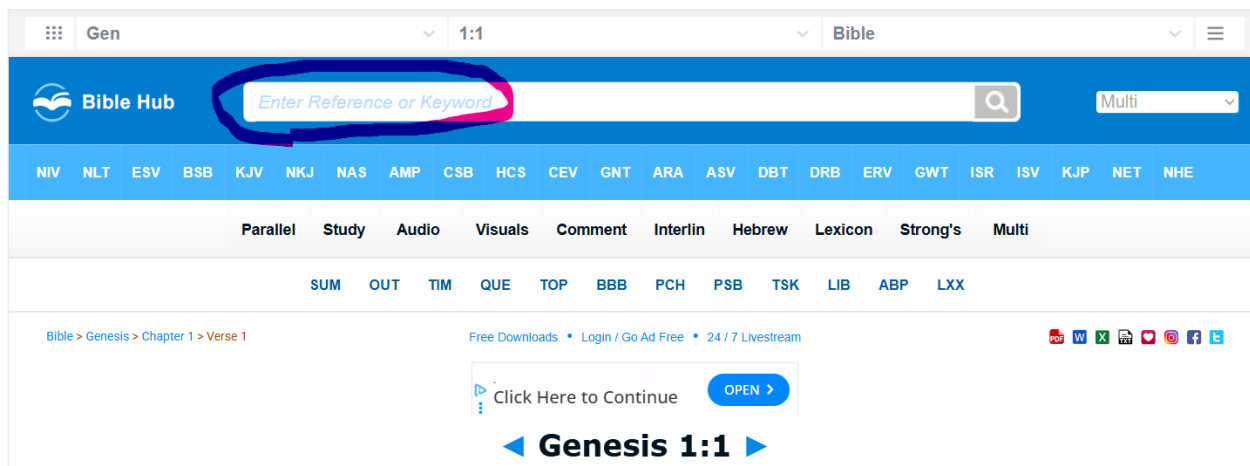 Gen 1:1 Bible
Bible Hub Enter Reference or Keyword Multi
NIV NLT ESV BSB KJV NKJ NAS AMP CSB HCS CEV GNT ARA ASV DBT DRB ERV GWT ISR ISV KJP NET NHE
Parallel Study Audio Visuals Comment Interlin Hebrew Lexicon Strong's Multi
SUM OUT TIM QUE TOP BBB PCH PSB TSK LIB ABP LXX
Bible > Genesis > Chapter 1 > Verse 1 Free Downloads • Login / Go Ad Free • 24 / 7 Livestream PDF W X TXT
Click Here to Continue OPEN >
◄ Genesis 1:1 ►